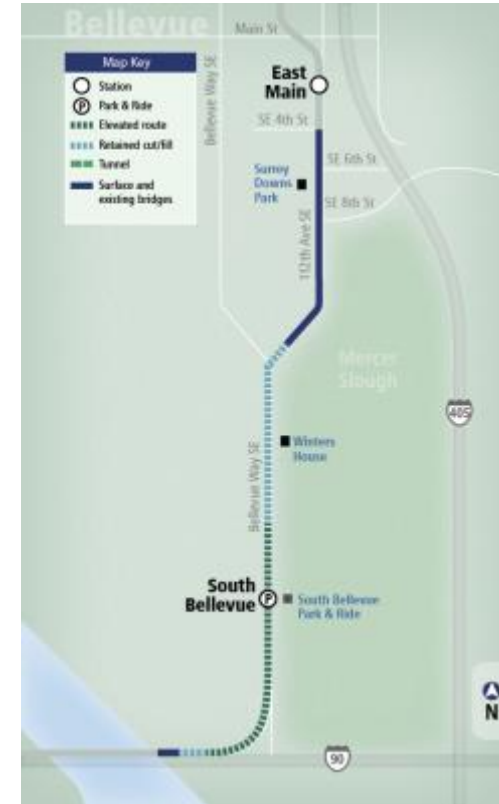 Bellevue
Main St
Map Key
Station
P Park & Ride
Elevated route
Retained cut/fill
Tunnel
Surface and
existing bridges
Bellevue Way SE
East
Main
SE 4th St
SE 6th St
Surrey
Downs
Park
SE 8th St
112th Ave SE
Mercer
Slough
405
Winters
House
Bellevue Way SE
South
Bellevue
P
South Bellevue
Park & Ride
N
90